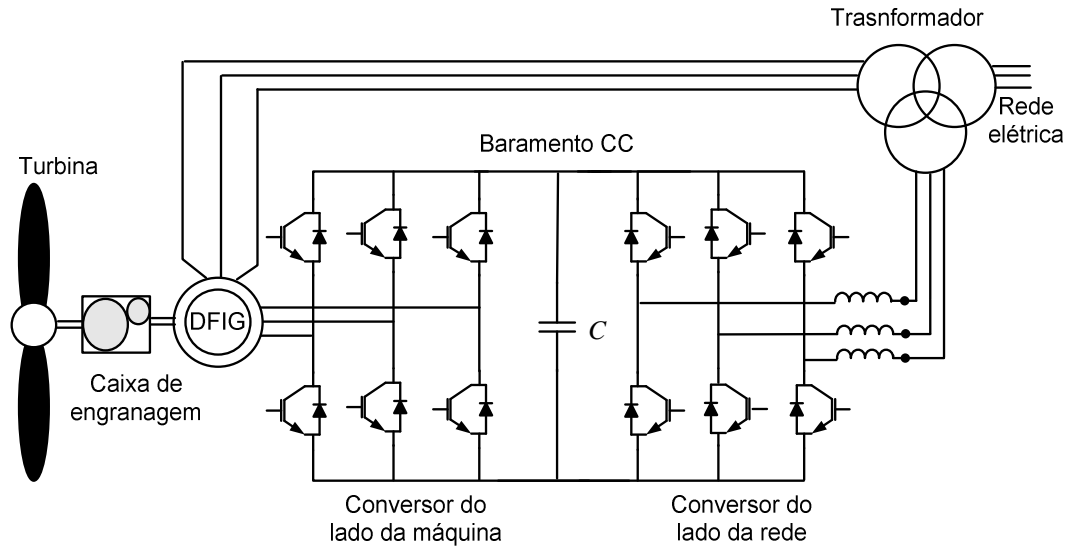 Trasnformador
Rede
elétrica
Baramento CC
Turbina
DFIG
C
Caixa de
engranagem
Conversor do
lado da máquina
Conversor do
lado da rede